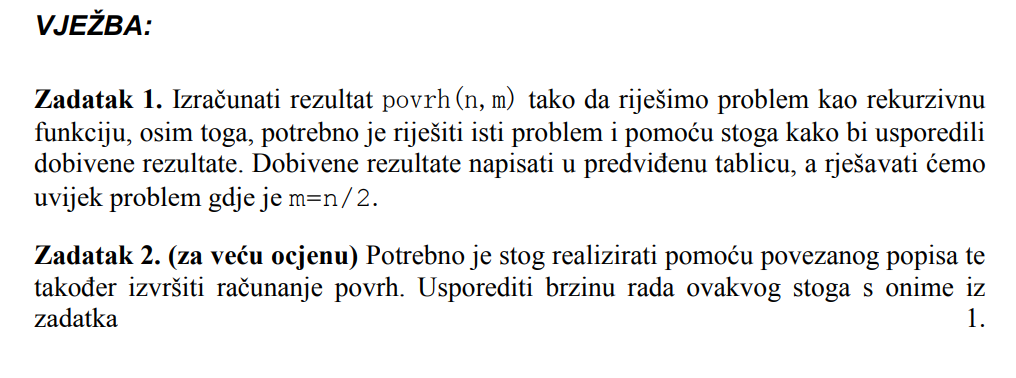 VJEŽBA:
Zadatak 1. Izračunati rezultat povrh(n,m) tako da riješimo problem kao rekurzivnu
funkciju, osim toga, potrebno je riješiti isti problem i pomoću stoga kako bi usporedili
dobivene rezultate. Dobivene rezultate napisati u predviđenu tablicu, a rješavati ćemo
uvijek problem gdje je m=n/2.
Zadatak 2. (za veću ocjenu) Potrebno je stog realizirati pomoću povezanog popisa te
također izvršiti računanje povrh. Usporediti brzinu rada ovakvog stoga s onime iz
zadatka 1.